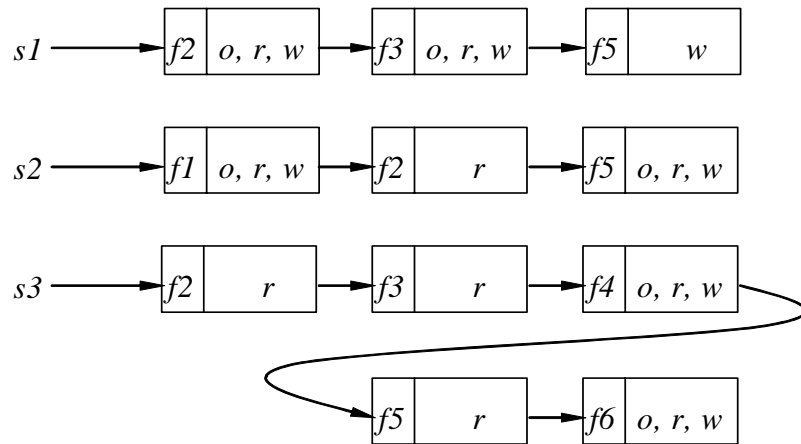 s1 f2 o, r, w f3 o, r, w f5 w
s2 f1 o, r, w f2 r f5 o, r, w
s3 f2 r f3 r f4 o, r, w
f5 r f6 o, r, w